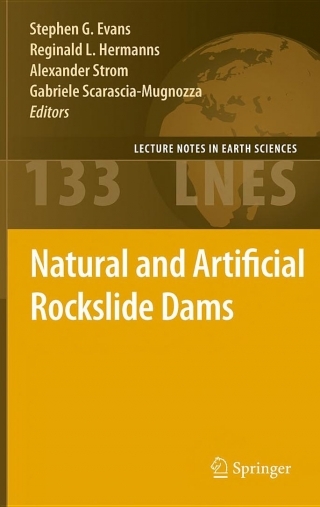 Stephen G. Evans
Reginald L. Hermanns
Alexander Strom
Gabriele Scarascia-Mugnozza
Editors
LECTURE NOTES IN EARTH SCIENCES
133 LNES
Natural and Artificial
Rockslide Dams
Springer